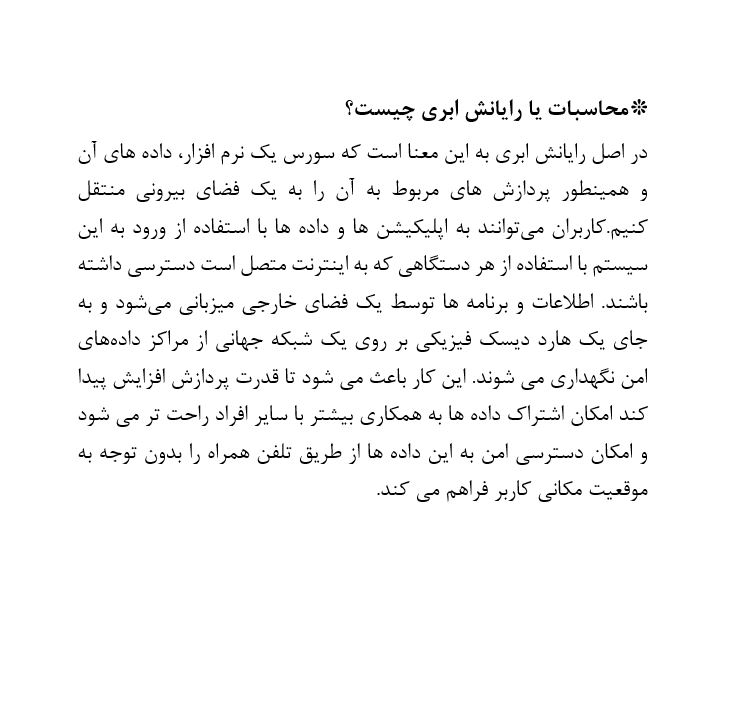 ❊محاسبات یا رایانش ابری چیست؟
در اصل رایانش ابری به این معنا است که سورس یک نرم افزار، داده های آن
و همینطور پردازش های مربوط به آن را به یک فضای بیرونی منتقل
کنیم.کاربران می‌توانند به اپلیکیشن ها و داده ها با استفاده از ورود به این
سیستم با استفاده از هر دستگاهی که به اینترنت متصل است دسترسی داشته
باشند. اطلاعات و برنامه ها توسط یک فضای خارجی میزبانی می‌شود و به
جای یک هارد دیسک فیزیکی بر روی یک شبکه جهانی از مراکز داده‌های
امن نگهداری می شوند. این کار باعث می شود تا قدرت پردازش افزایش پیدا
کند امکان اشتراک داده ها به همکاری بیشتر با سایر افراد راحت تر می شود
و امکان دسترسی امن به این داده ها از طریق تلفن همراه را بدون توجه به
موقعیت مکانی کاربر فراهم می کند.